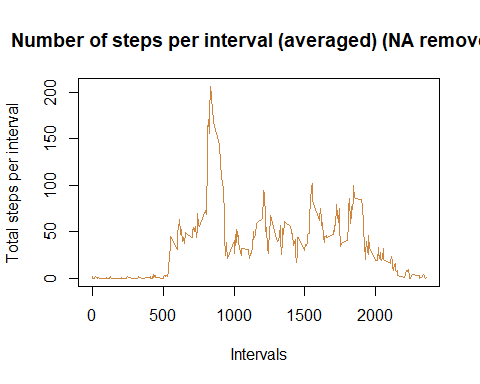 Number of steps per interval (averaged) (NA remove
Total steps per interval
200
150
100
50
0
0 500 1000 1500 2000
Intervals